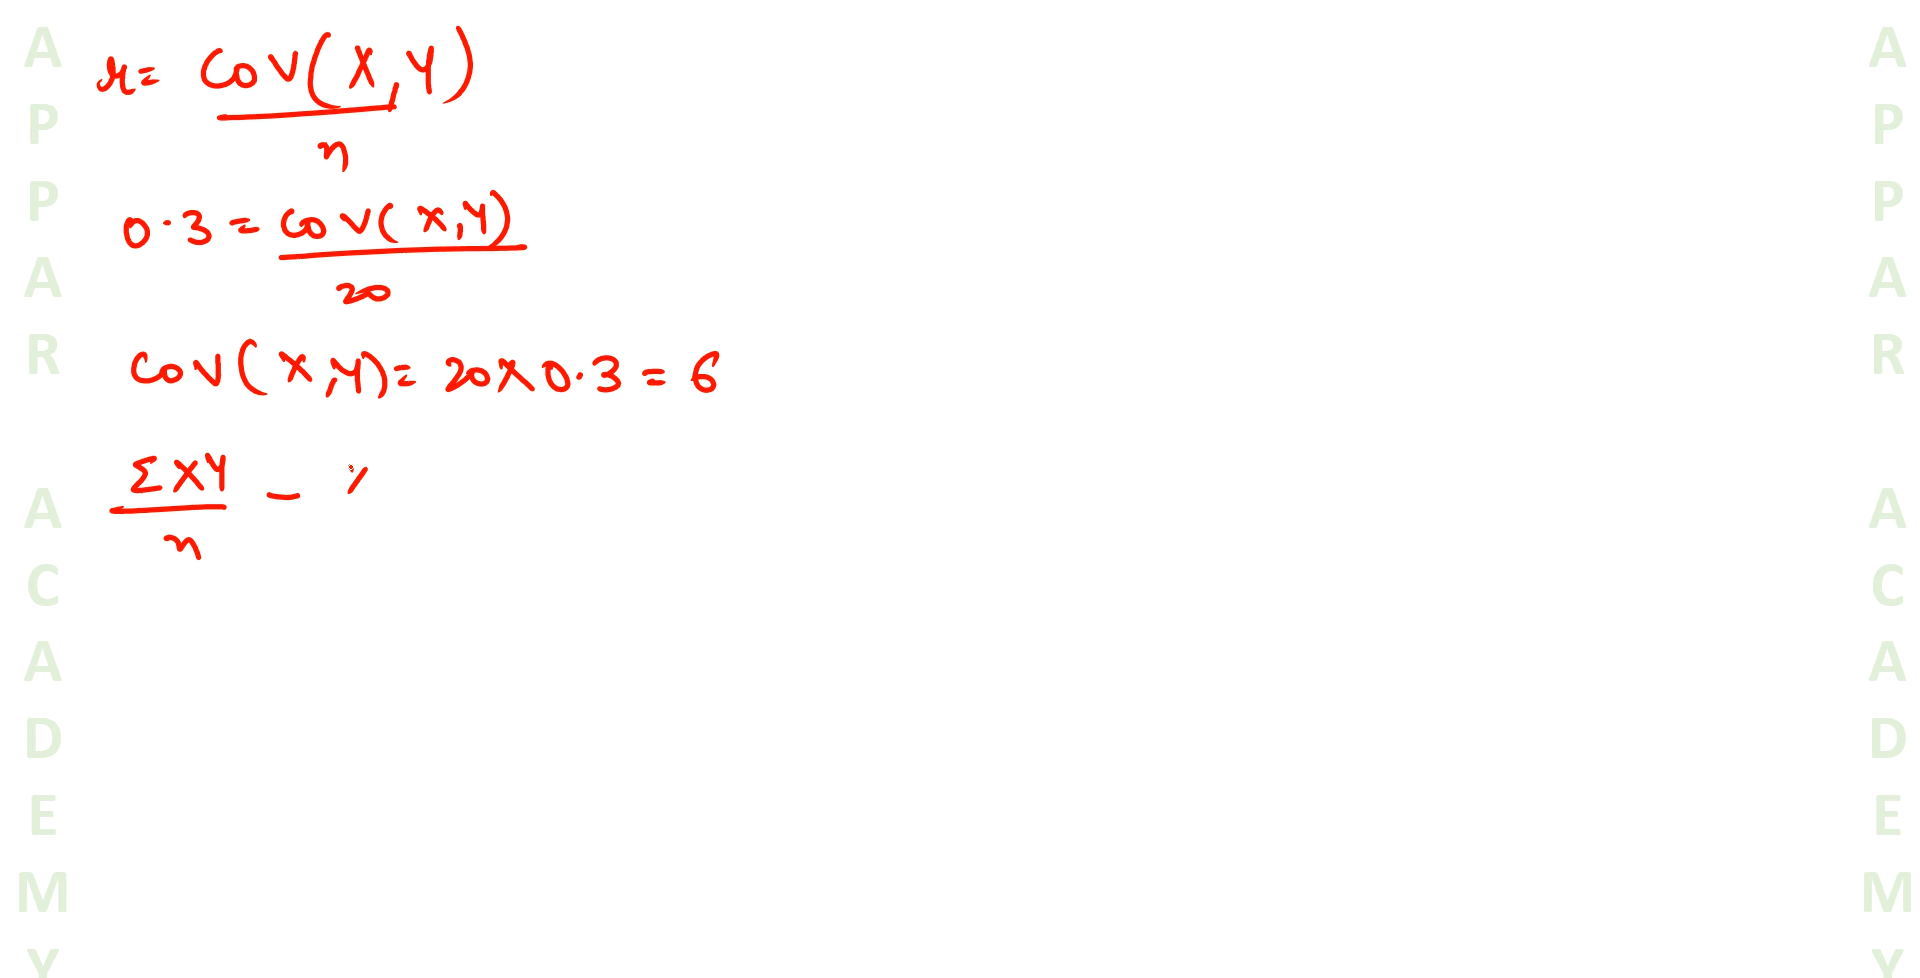 r = Cov(X,Y)
n
0.3 = Cov(X,Y)
20
Cov(X,Y) = 20 × 0.3 = 6
ΣXY -
n
APPAR ACADEMY
APPAR ACADEMY